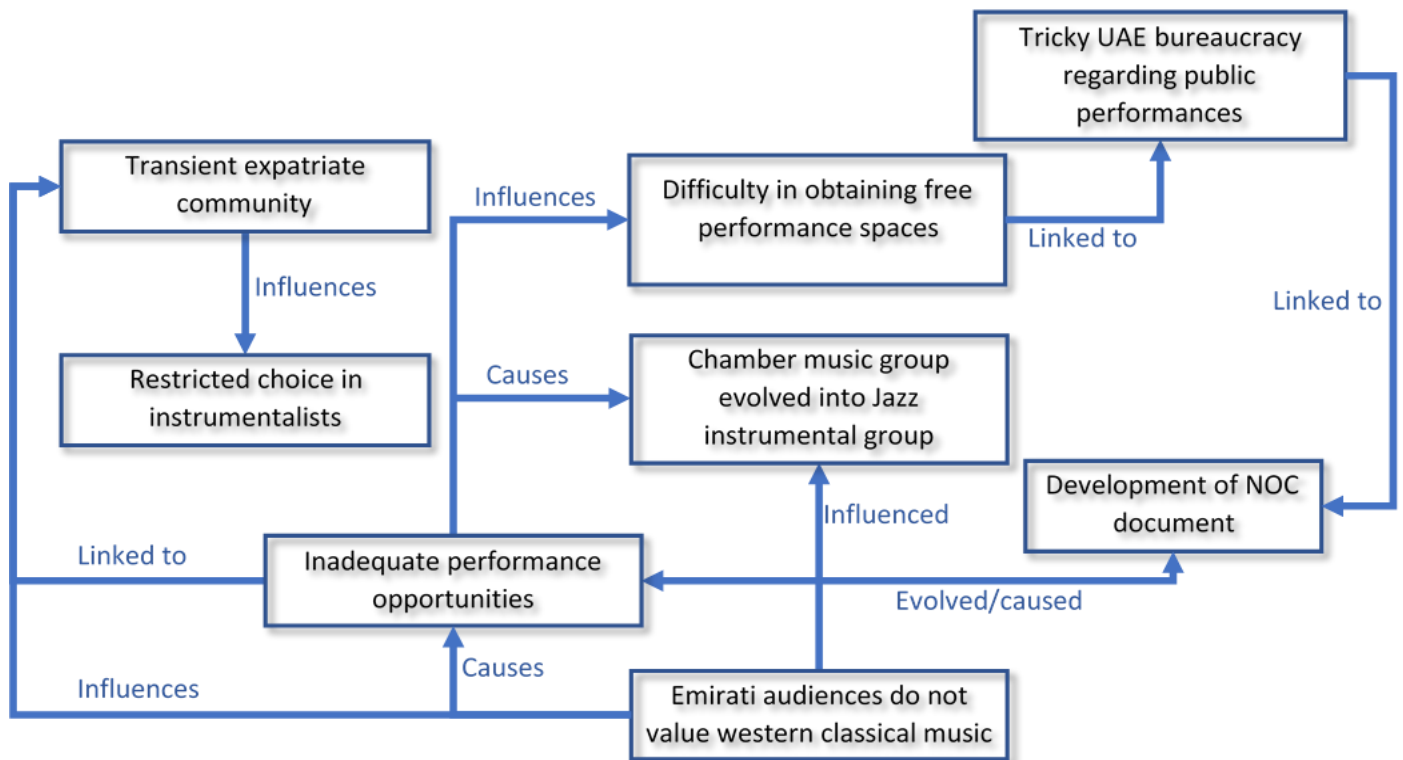 Tricky UAE bureaucracy
regarding public
performances
Transient expatriate
community
Influences
Difficulty in obtaining free
performance spaces
Linked to
Linked to
Influences
Restricted choice in
instrumentalists
Causes
Chamber music group
evolved into Jazz
instrumental group
Development of NOC
document
Influenced
Linked to
Inadequate performance
opportunities
Evolved/caused
Influences
Causes
Emirati audiences do not
value western classical music